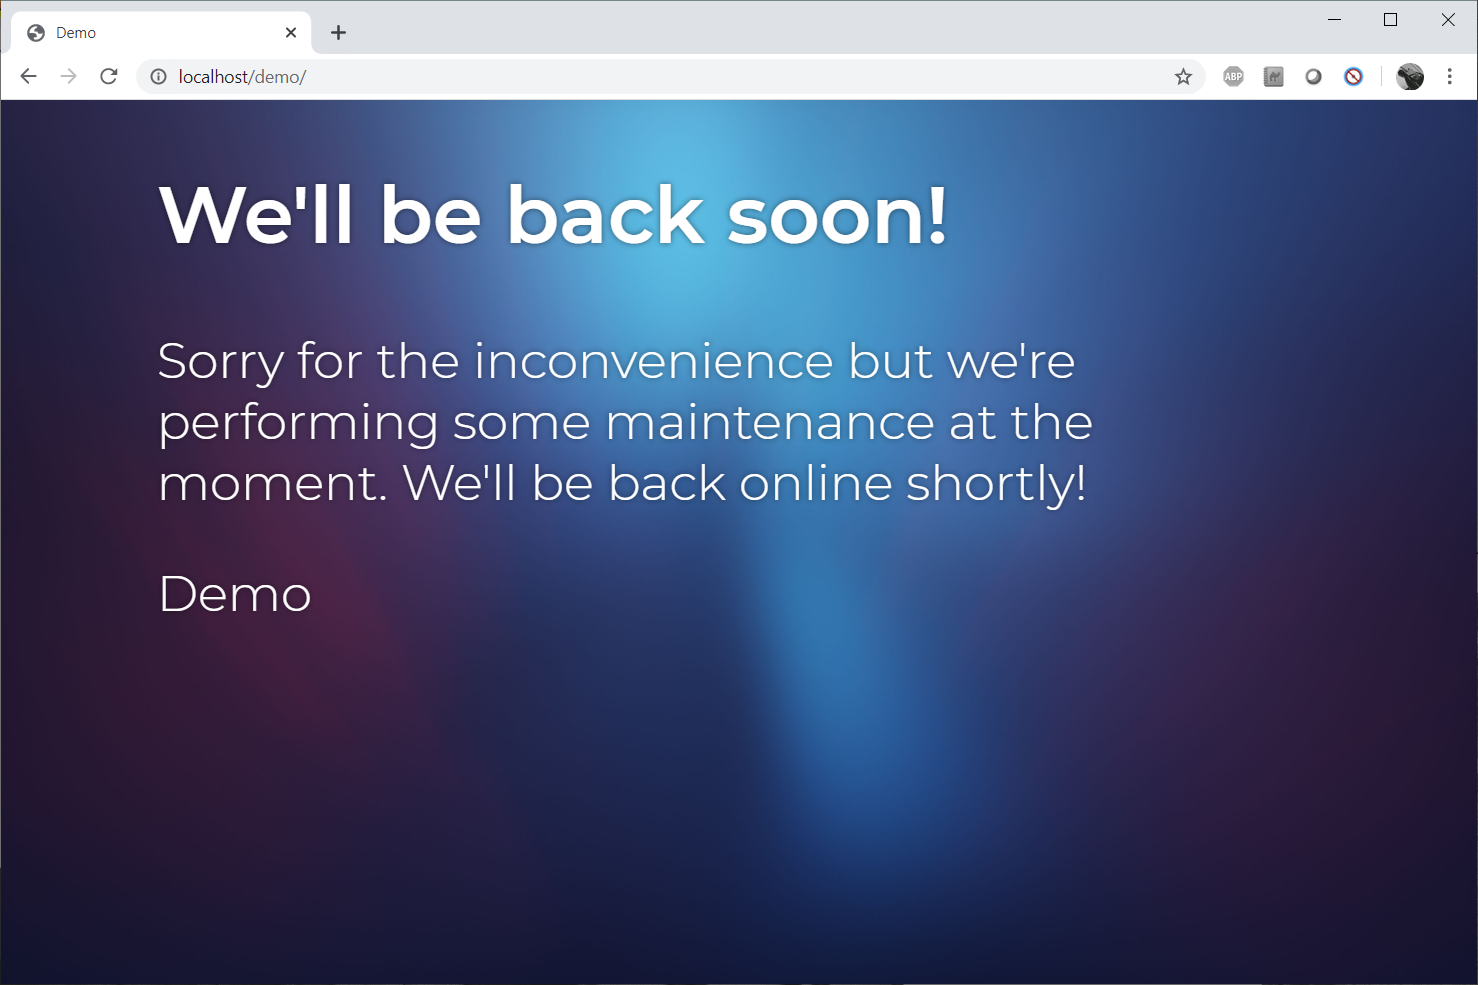 Demo
localhost/demo/
ABP
We'll be back soon!
Sorry for the inconvenience but we're
performing some maintenance at the
moment. We'll be back online shortly!
Demo